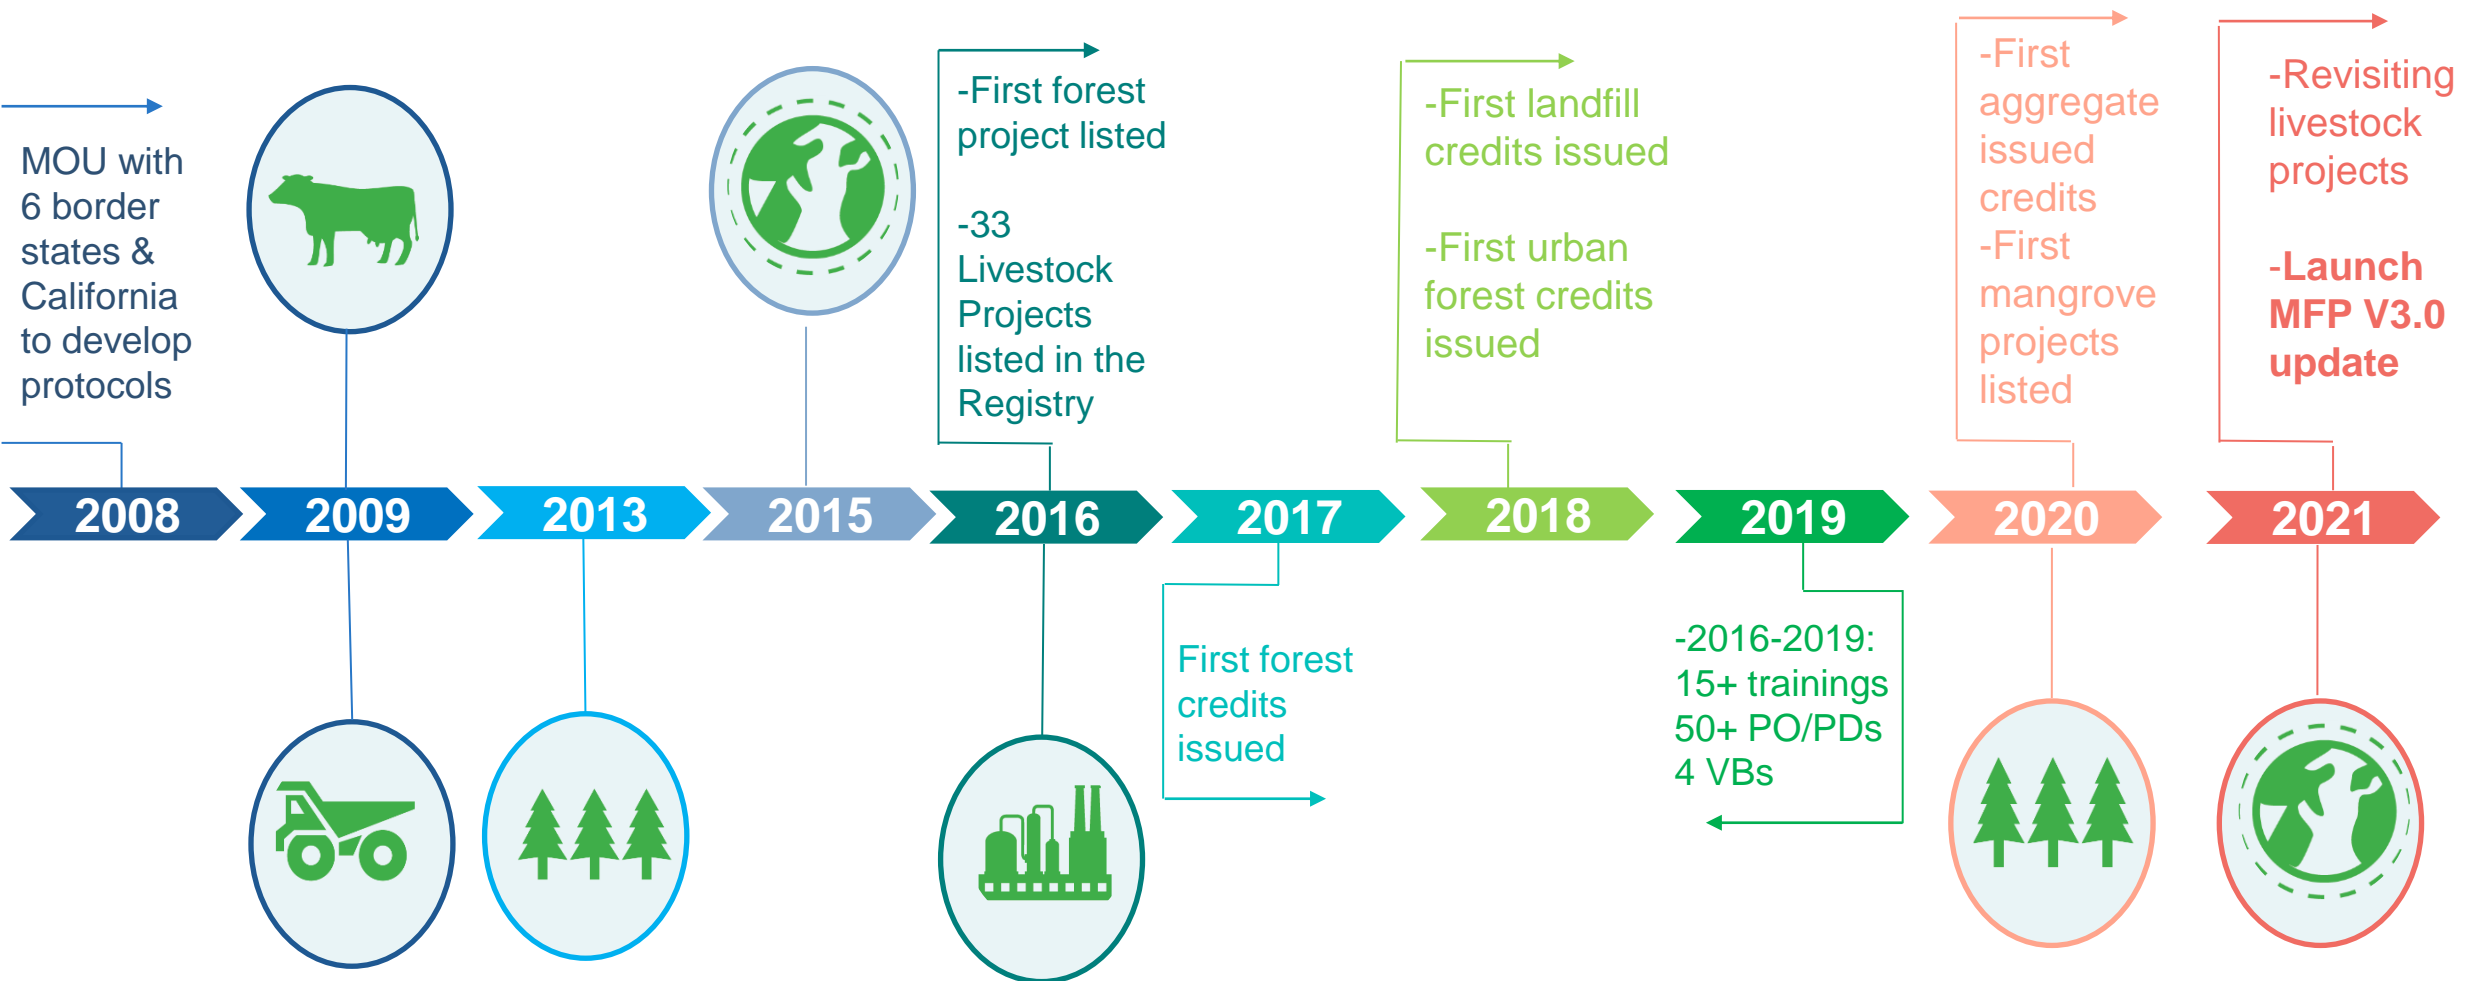 MOU with
6 border
states &
California
to develop
protocols
-First forest
project listed
-33
Livestock
Projects
listed in the
Registry
-First landfill
credits issued
-First urban
forest credits
issued
-First
aggregate
issued
credits
-First
mangrove
projects
listed
-Revisiting
livestock
projects
-Launch
MFP V3.0
update
2008
2009
2013
2015
2016
2017
2018
2019
2020
2021
First forest
credits
issued
-2016-2019:
15+ trainings
50+ PO/PDs
4 VBs